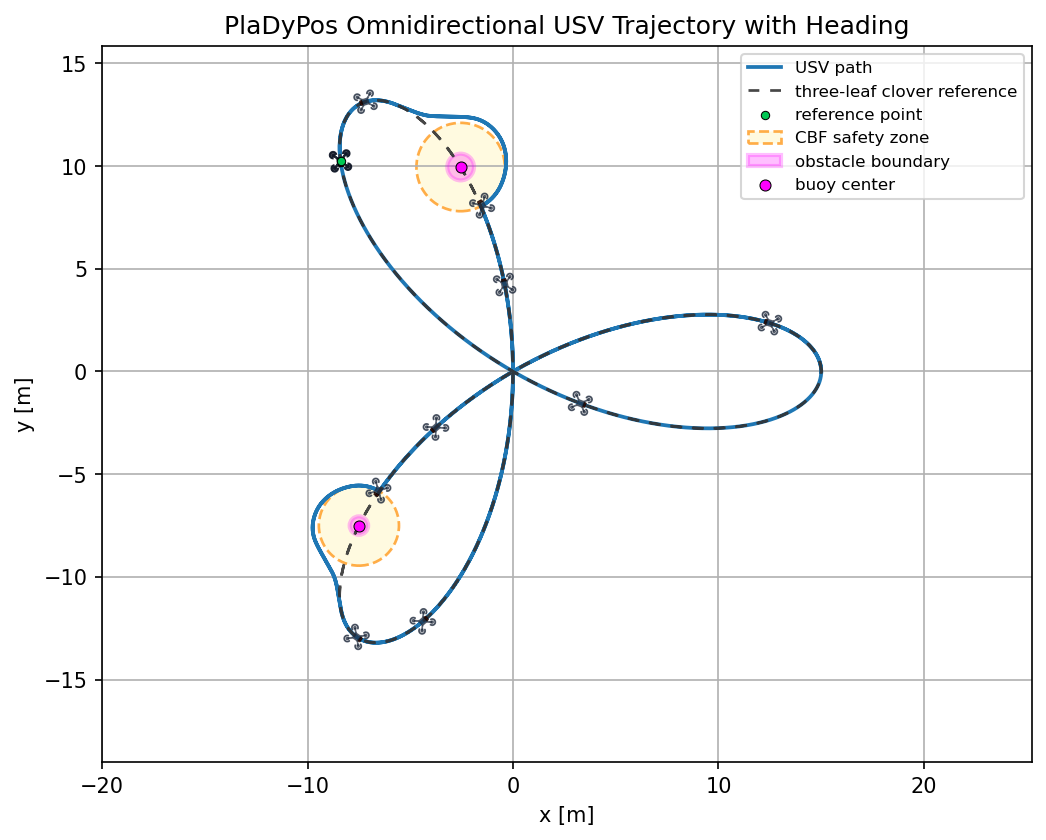 PlaDyPos Omnidirectional USV Trajectory with Heading
USV path
three-leaf clover reference
reference point
CBF safety zone
obstacle boundary
buoy center
15
10
5
0
−5
−10
−15
y [m]
−20
−10
0
10
20
x [m]